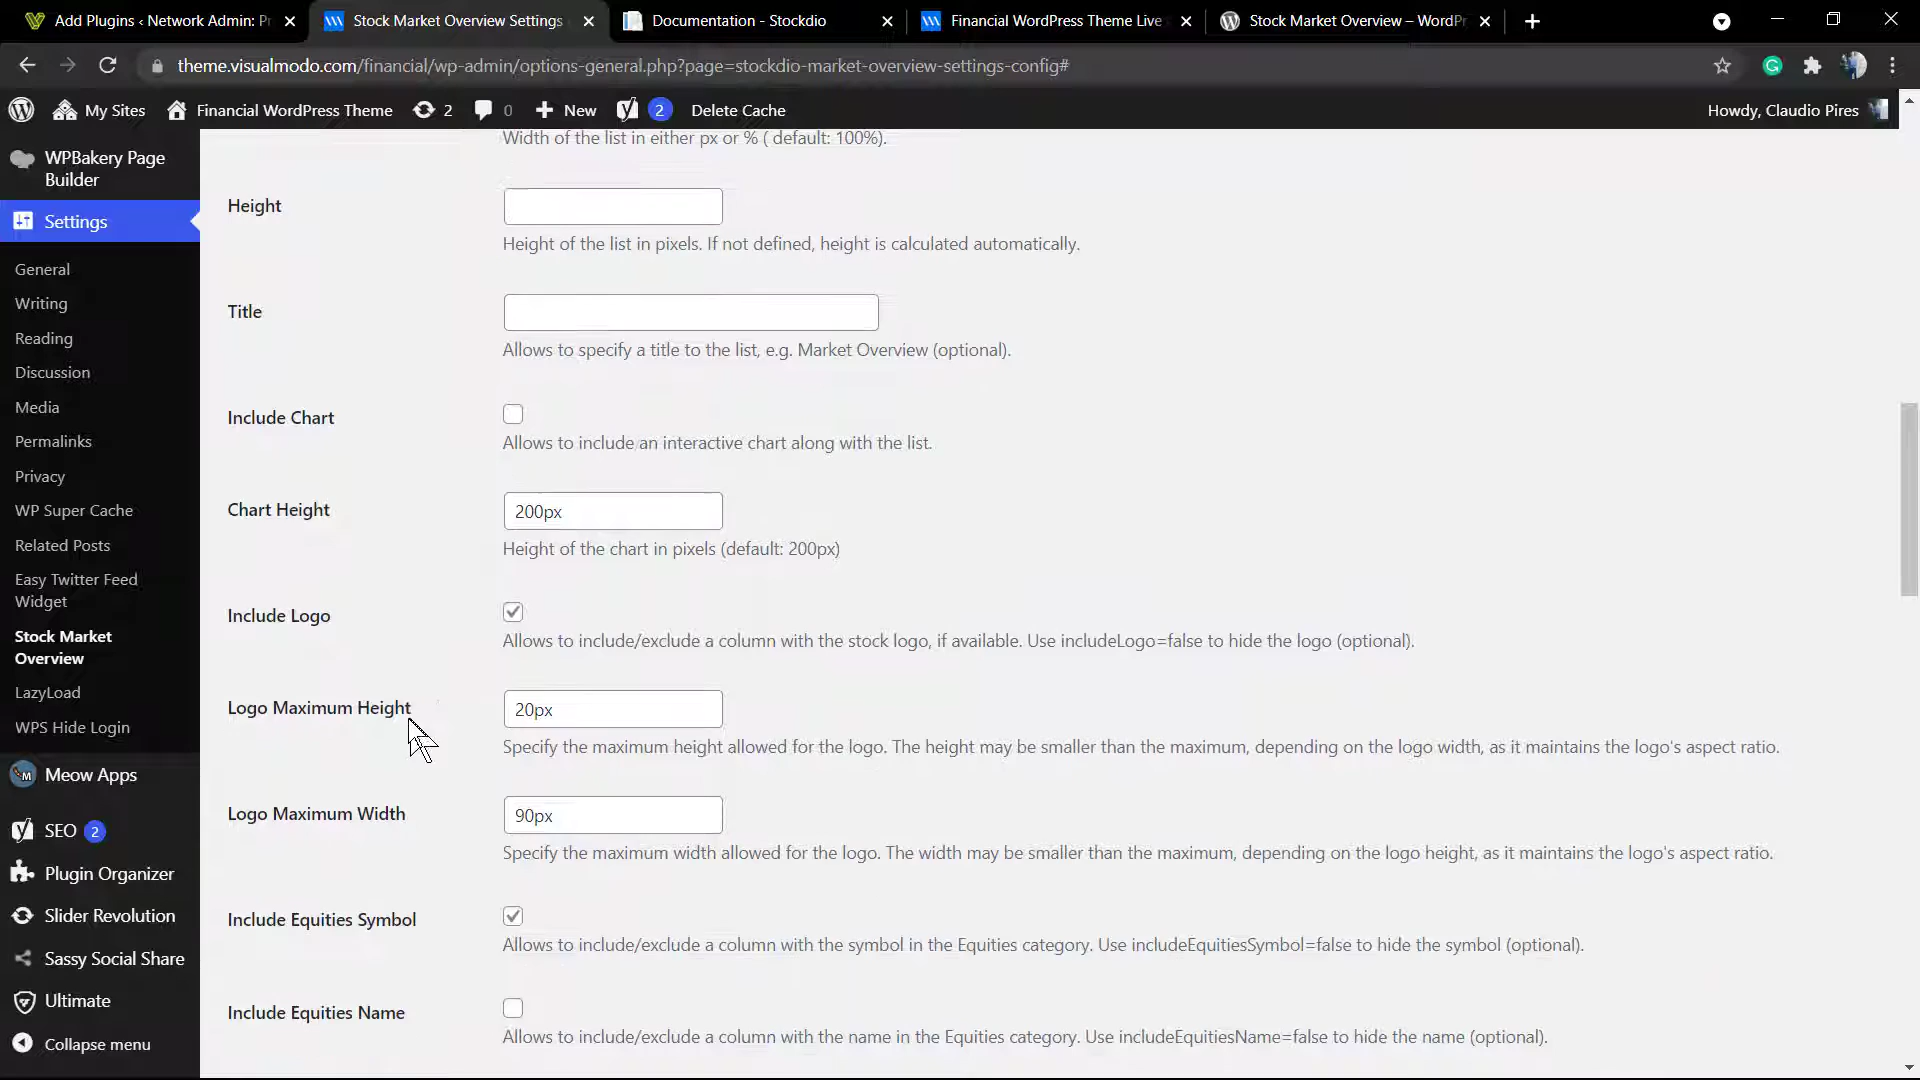 Add Plugins ‹ Network Admin: Pr
Stock Market Overview Settings
Documentation - Stockdio
Financial WordPress Theme Live
Stock Market Overview – WordPr
theme.visualmodo.com/financial/wp-admin/options-general.php?page=stockdio-market-overview-settings-config#
My Sites
Financial WordPress Theme
2
0
New
2
Delete Cache
Howdy, Claudio Pires
WPBakery Page
Builder
Settings
General
Writing
Reading
Discussion
Media
Permalinks
Privacy
WP Super Cache
Related Posts
Easy Twitter Feed
Widget
Stock Market
Overview
LazyLoad
WPS Hide Login
Meow Apps
SEO 2
Plugin Organizer
Slider Revolution
Sassy Social Share
Ultimate
Collapse menu
Width of the list in either px or % ( default: 100%).
Height
Height of the list in pixels. If not defined, height is calculated automatically.
Title
Allows to specify a title to the list, e.g. Market Overview (optional).
Include Chart
Allows to include an interactive chart along with the list.
Chart Height
200px
Height of the chart in pixels (default: 200px)
Include Logo
Allows to include/exclude a column with the stock logo, if available. Use includeLogo=false to hide the logo (optional).
Logo Maximum Height
20px
Specify the maximum height allowed for the logo. The height may be smaller than the maximum, depending on the logo width, as it maintains the logo's aspect ratio.
Logo Maximum Width
90px
Specify the maximum width allowed for the logo. The width may be smaller than the maximum, depending on the logo height, as it maintains the logo's aspect ratio.
Include Equities Symbol
Allows to include/exclude a column with the symbol in the Equities category. Use includeEquitiesSymbol=false to hide the symbol (optional).
Include Equities Name
Allows to include/exclude a column with the name in the Equities category. Use includeEquitiesName=false to hide the name (optional).